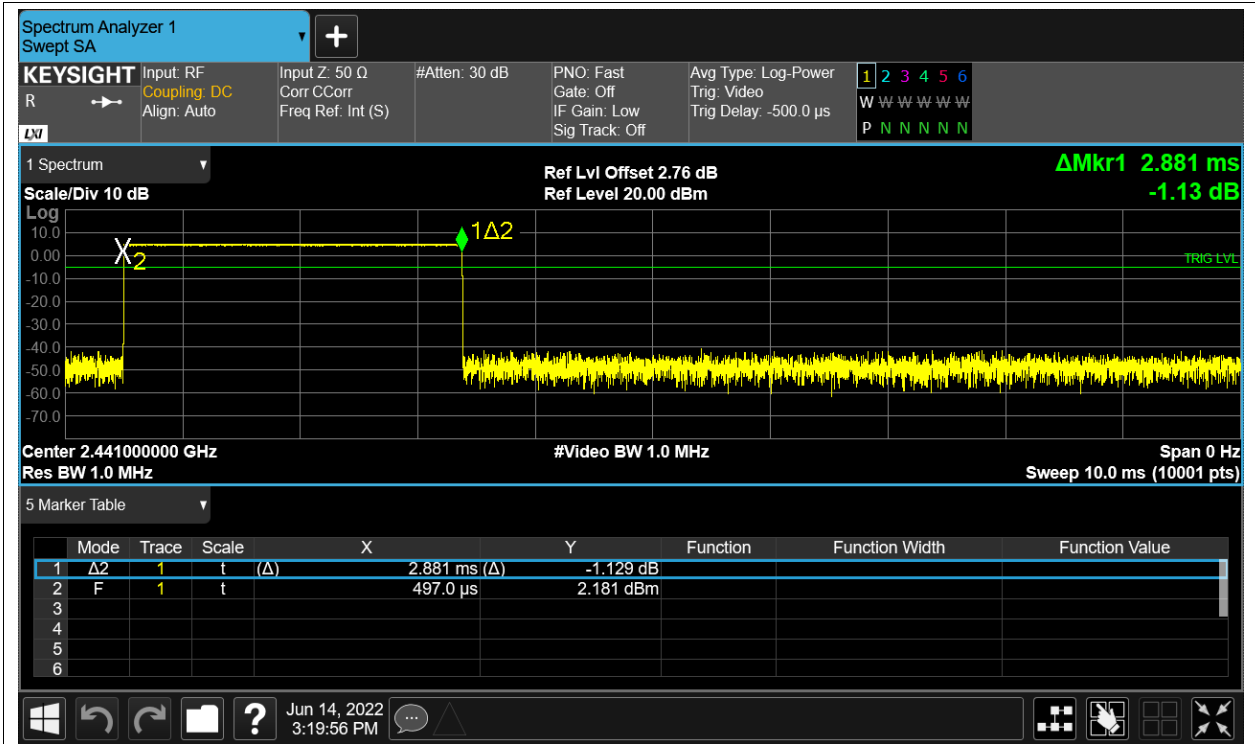 Spectrum Analyzer 1
Swept SA
KEYSIGHT
R
LXI
Input: RF
Coupling: DC
Align: Auto
Input Z: 50 Ω
Corr CCorr
Freq Ref: Int (S)
#Atten: 30 dB
PNO: Fast
Gate: Off
IF Gain: Low
Sig Track: Off
Avg Type: Log-Power
Trig: Video
Trig Delay: -500.0 µs
1 2 3 4 5 6
W W W W W W
P N N N N N
1 Spectrum
Scale/Div 10 dB
Ref Lvl Offset 2.76 dB
Ref Level 20.00 dBm
ΔMkr1 2.881 ms
-1.13 dB
Log
10.0
0.00
-10.0
-20.0
-30.0
-40.0
-50.0
-60.0
-70.0
X
2
1Δ2
TRIG LVL
Center 2.441000000 GHz
#Video BW 1.0 MHz
Span 0 Hz
Res BW 1.0 MHz
Sweep 10.0 ms (10001 pts)
5 Marker Table
Mode Trace Scale X Y Function Function Width Function Value
1 Δ2 1 t (Δ) 2.881 ms (Δ) -1.129 dB
2 F 1 t 497.0 µs 2.181 dBm
3
4
5
6
?
Jun 14, 2022
3:19:56 PM